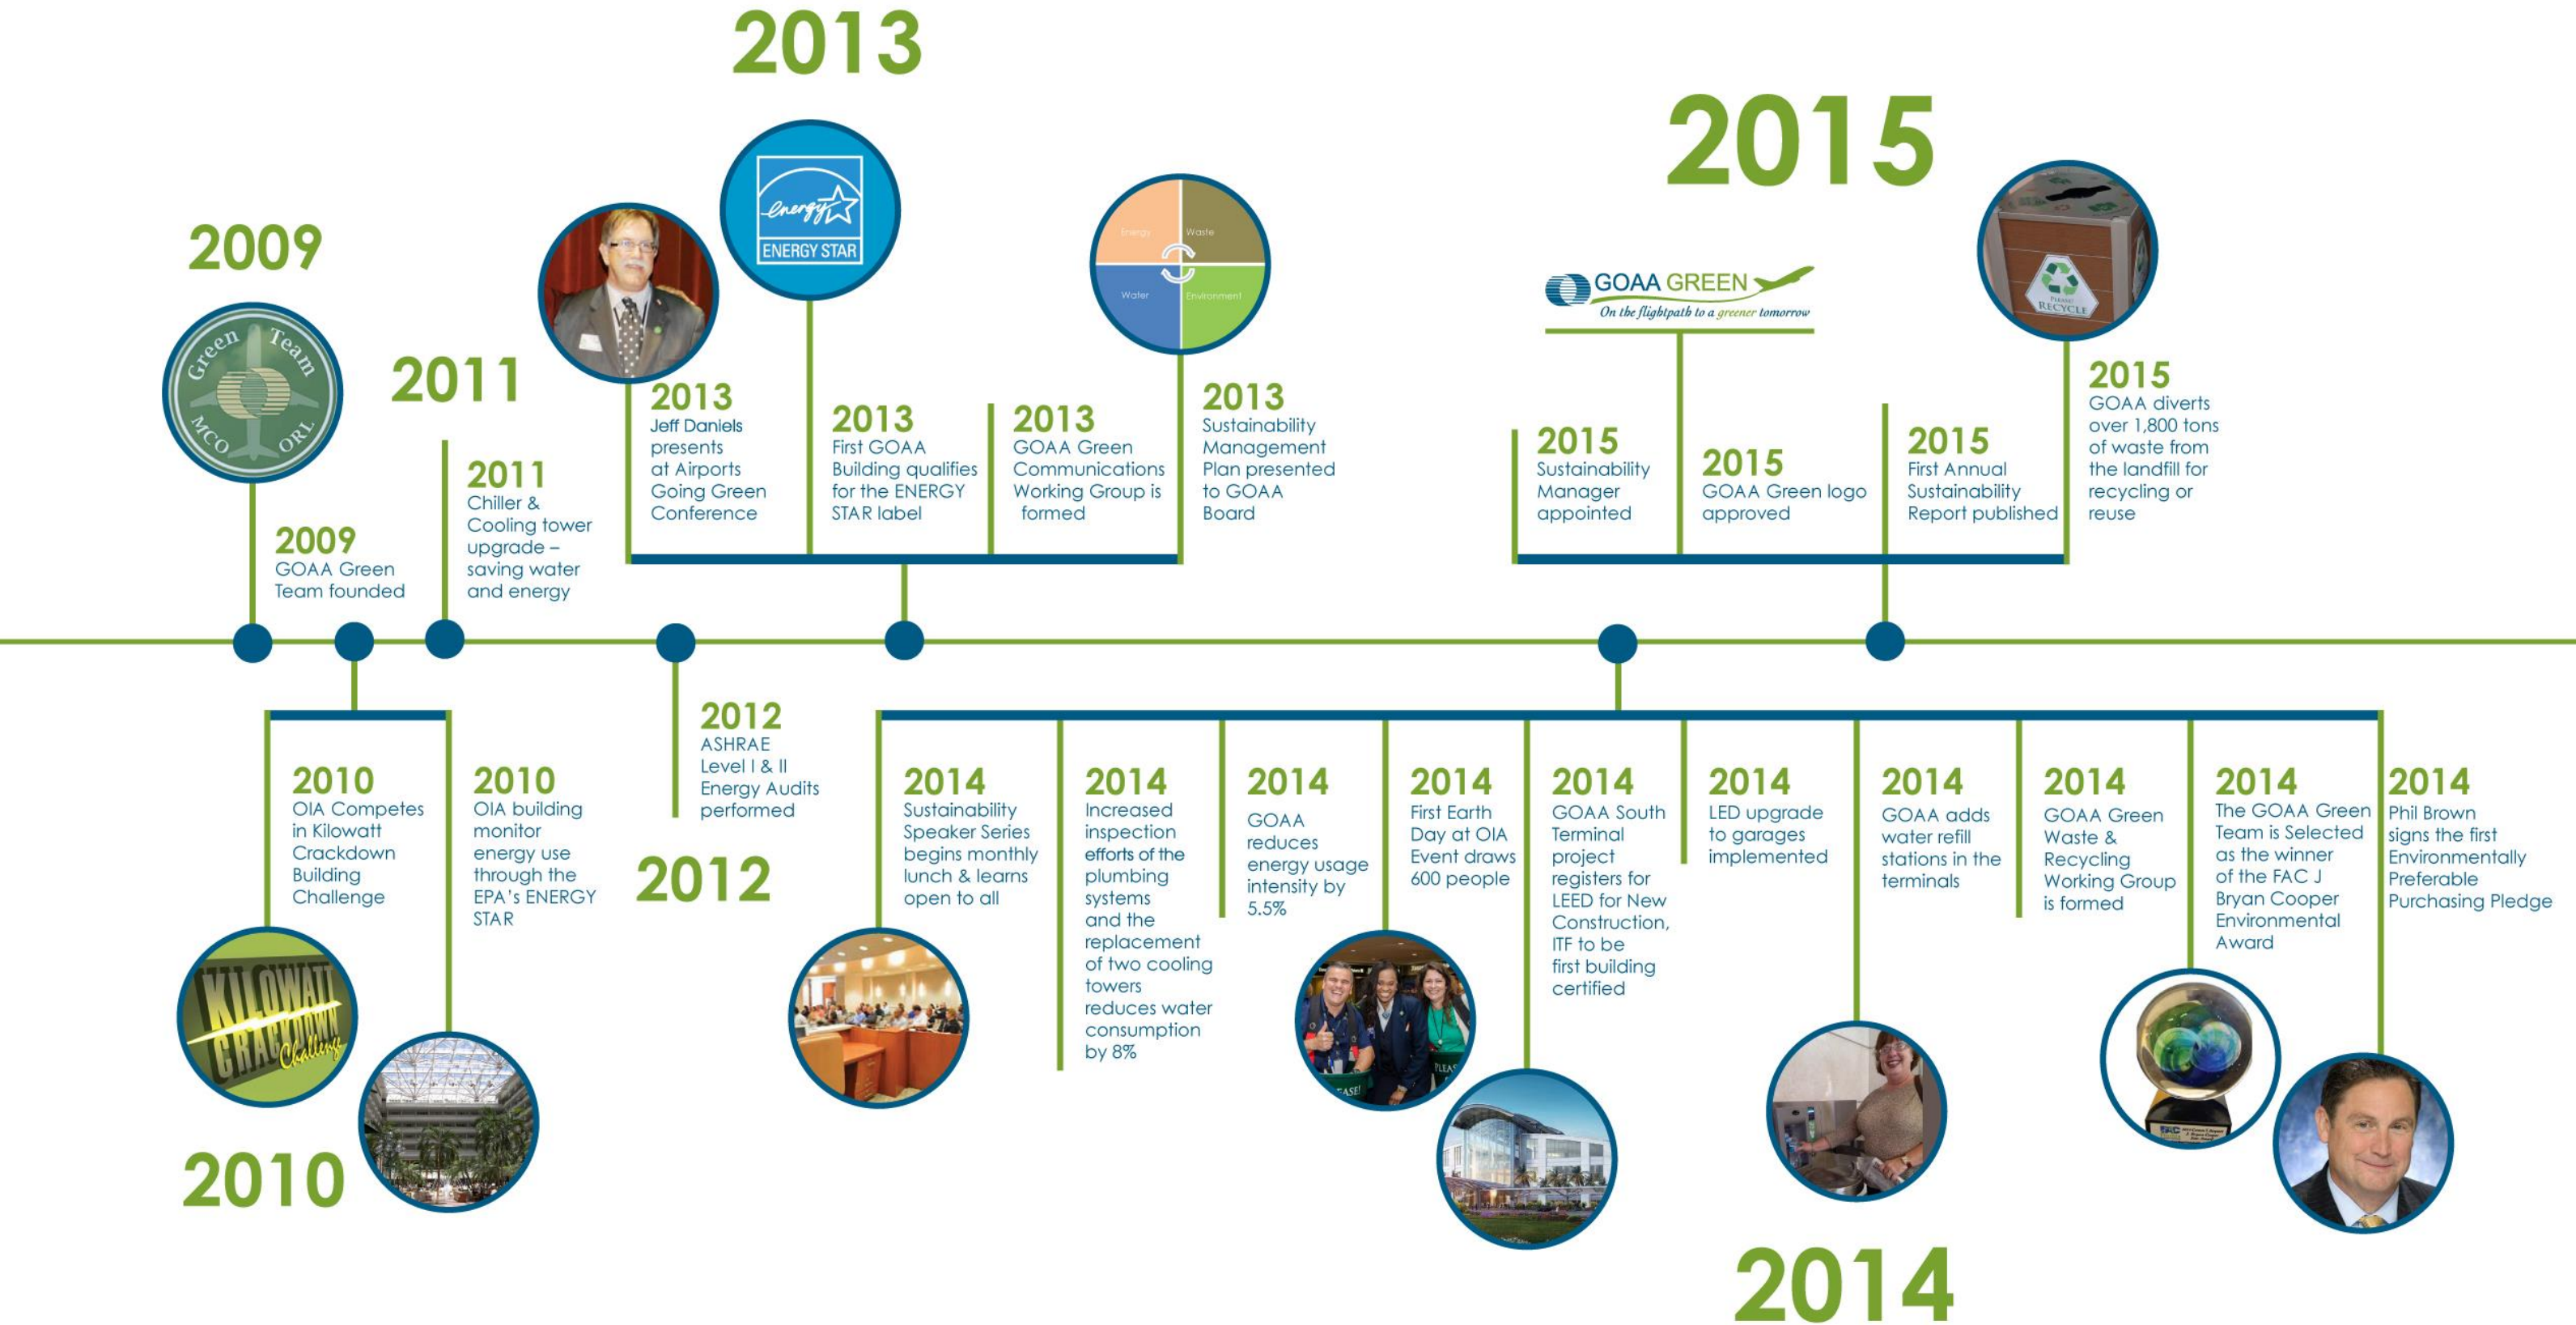 2009
Green Team
MCO ORL
2009
GOAA Green
Team founded
2010
OIA Competes
in Kilowatt
Crackdown
Building
Challenge
KILOWATT
CRACKDOWN
Challenge
2010
OIA building
monitor
energy use
through the
EPA's ENERGY
STAR
2010
2011
2011
Chiller &
Cooling tower
upgrade –
saving water
and energy
2012
ASHRAE
Level I & II
Energy Audits
performed
2012
2013
2013
Jeff Daniels
presents
at Airports
Going Green
Conference
energy
ENERGY STAR
2013
First GOAA
Building qualifies
for the ENERGY
STAR label
2013
GOAA Green
Communications
Working Group is
formed
Energy Waste
Water Environment
2013
Sustainability
Management
Plan presented
to GOAA
Board
2014
Sustainability
Speaker Series
begins monthly
lunch & learns
open to all
2014
Increased
inspection
efforts of the
plumbing
systems
and the
replacement
of two cooling
towers
reduces water
consumption
by 8%
2014
GOAA
reduces
energy usage
intensity by
5.5%
2014
First Earth
Day at OIA
Event draws
600 people
2014
GOAA South
Terminal
project
registers for
LEED for New
Construction,
ITF to be
first building
certified
2014
LED upgrade
to garages
implemented
2014
GOAA adds
water refill
stations in the
terminals
2014
GOAA Green
Waste &
Recycling
Working Group
is formed
2014
The GOAA Green
Team is Selected
as the winner
of the FAC J
Bryan Cooper
Environmental
Award
2014
Phil Brown
signs the first
Environmentally
Preferable
Purchasing Pledge
2014
2015
2015
Sustainability
Manager
appointed
GOAA GREEN
On the flightpath to a greener tomorrow
2015
GOAA Green logo
approved
2015
First Annual
Sustainability
Report published
PLEASE
RECYCLE
2015
GOAA diverts
over 1,800 tons
of waste from
the landfill for
recycling or
reuse